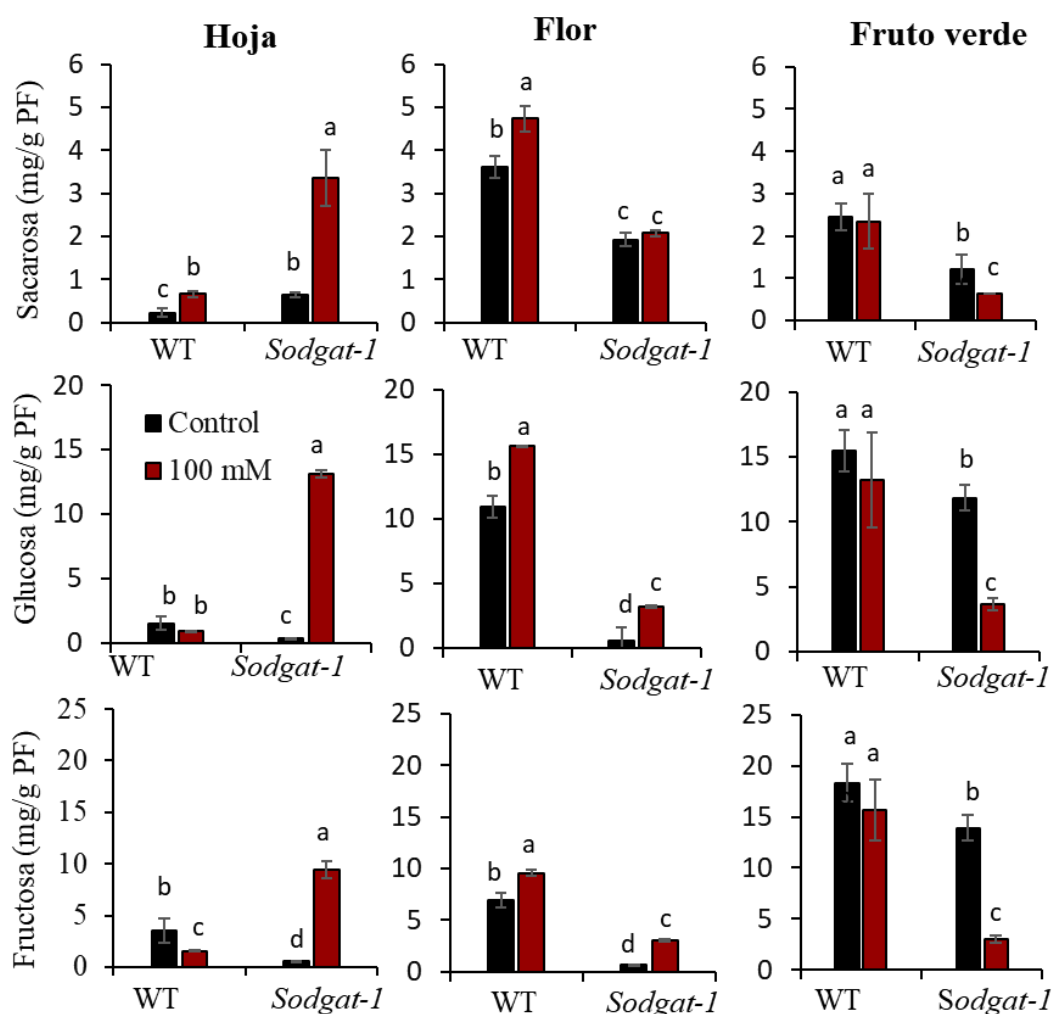 Hoja
Flor
Fruto verde
Sacarosa (mg/g PF)
6
5
4
3
2
1
0
c
b
b
a
WT
Sodgat-1
6
5
4
3
2
1
0
b
a
c
c
WT
Sodgat-1
6
5
4
3
2
1
0
a
a
b
c
WT
Sodgat-1
Glucosa (mg/g PF)
20
15
10
5
0
Control
100 mM
b
b
c
a
WT
Sodgat-1
20
15
10
5
0
b
a
d
c
WT
Sodgat-1
20
15
10
5
0
a
a
b
c
WT
Sodgat-1
Fructosa (mg/g PF)
25
20
15
10
5
0
b
c
d
a
WT
Sodgat-1
25
20
15
10
5
0
b
a
d
c
WT
Sodgat-1
25
20
15
10
5
0
a
a
b
c
WT
Sodgat-1